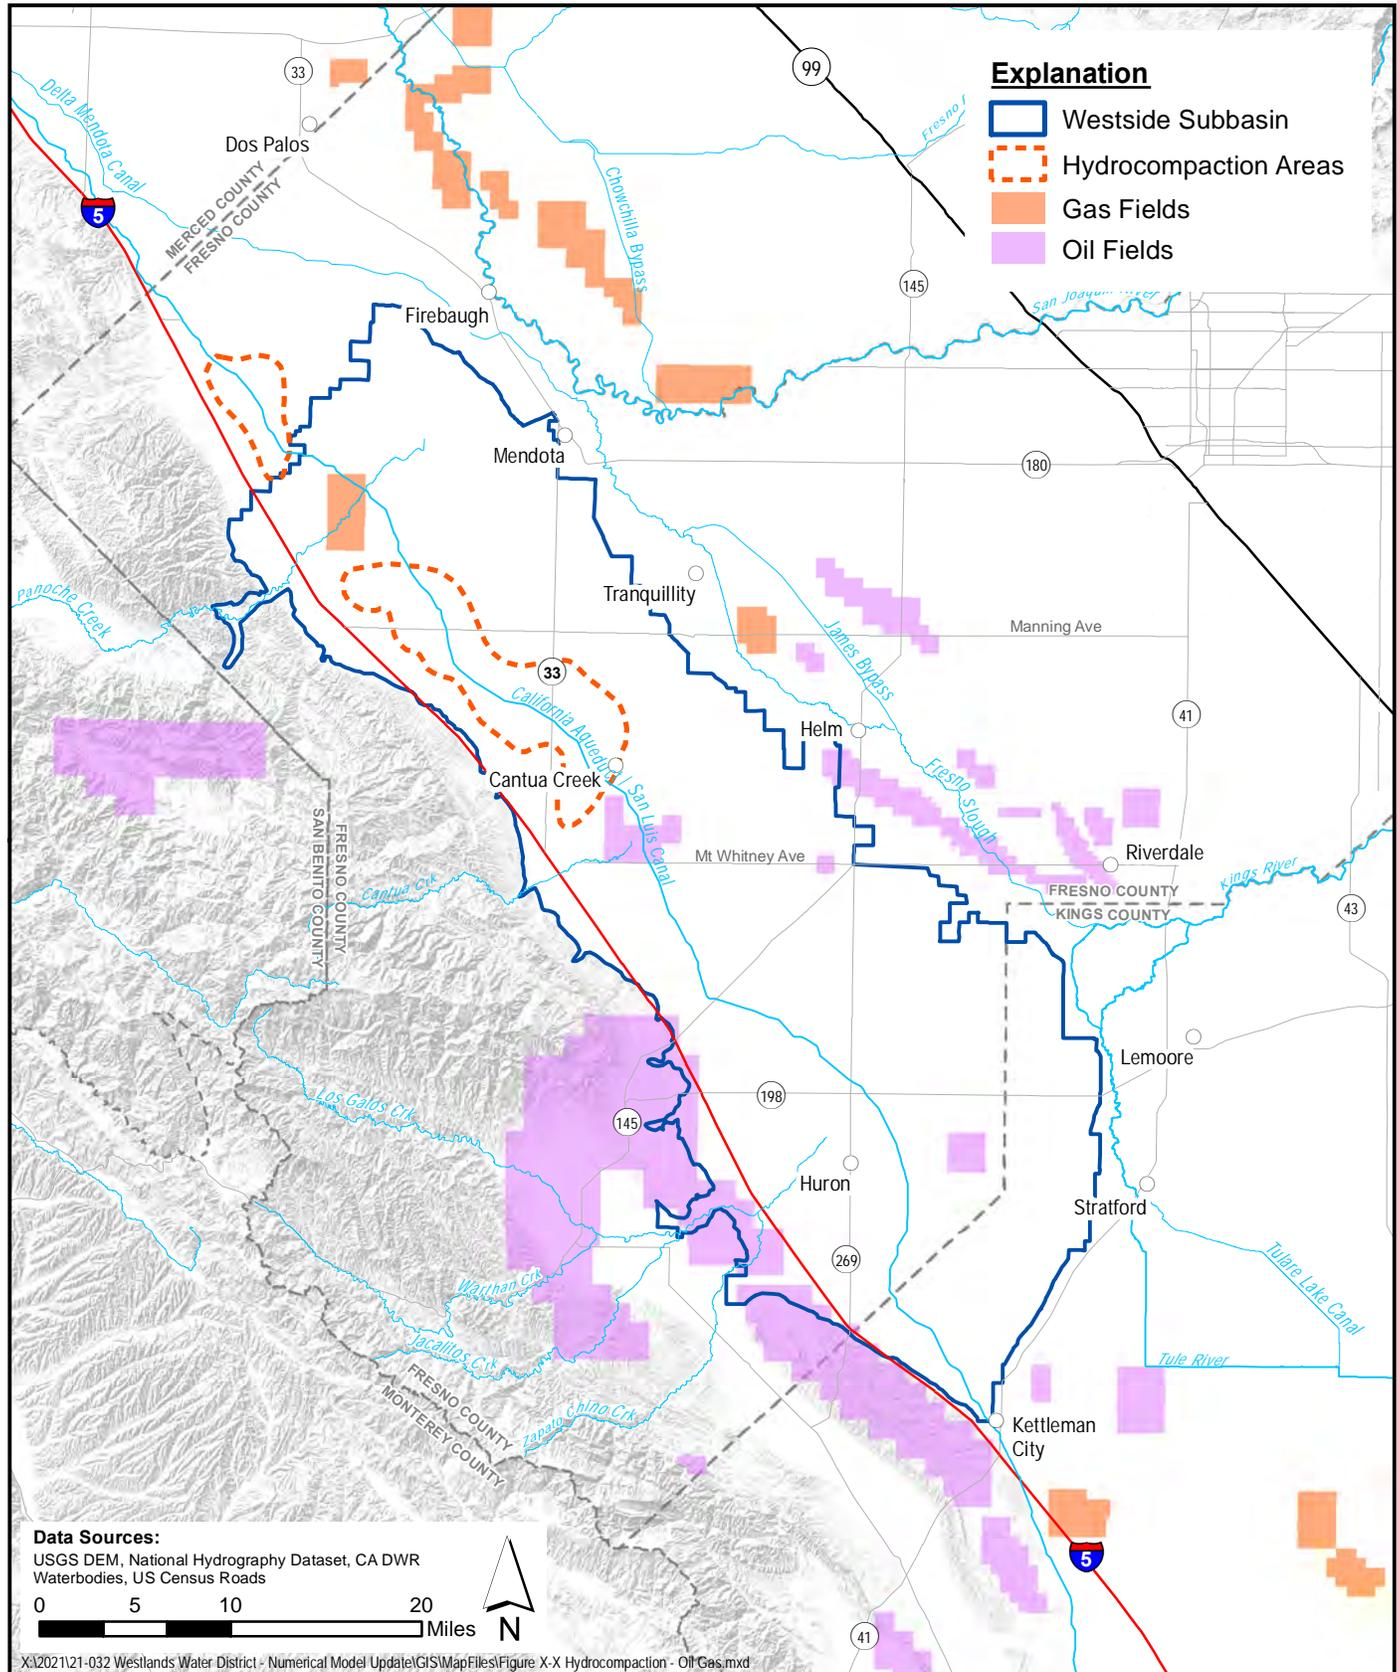 Explanation
Westside Subbasin
Hydrocompaction Areas
Gas Fields
Oil Fields
33
99
Delta Mendota Canal
Dos Palos
Fresno
5
MERCED COUNTY
FRESNO COUNTY
Chowchilla Bypass
145
San Joaquin River
Firebaugh
Mendota
180
Tranquillity
Panoche Creek
James Bypass
Manning Ave
33
California Aqueduct / San Luis Canal
41
Helm
Cantua Creek
Fresno Slough
FRESNO COUNTY
SAN BENITO COUNTY
Mt Whitney Ave
Riverdale
Cantua Crk
FRESNO COUNTY
KINGS COUNTY
Kings River
43
Lemoore
Los Gatos Crk
145
198
Huron
Stratford
269
Tulare Lake Canal
Warthan Crk
Jacalitos Crk
Tule River
FRESNO COUNTY
MONTEREY COUNTY
Zapato Chino Crk
Kettleman
City
5
41
Data Sources:
USGS DEM, National Hydrography Dataset, CA DWR
Waterbodies, US Census Roads
0 5 10 20
Miles
N
X:\2021\21-032 Westlands Water District - Numerical Model Update\GIS\MapFiles\Figure X-X Hydrocompaction - Oil Gas.mxd